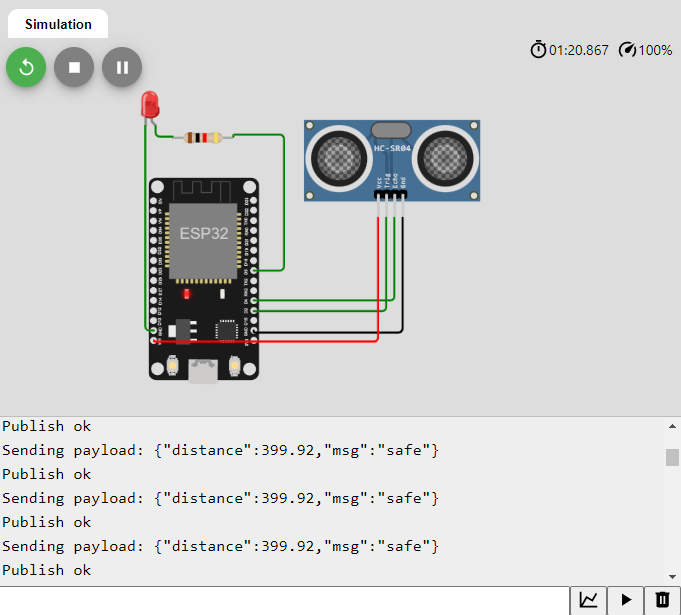 Simulation
01:20.867 100%
HC-SR04
Vcc
Trig
Echo
Gnd
ESP32
Publish ok
Sending payload: {"distance":399.92,"msg":"safe"}
Publish ok
Sending payload: {"distance":399.92,"msg":"safe"}
Publish ok
Sending payload: {"distance":399.92,"msg":"safe"}
Publish ok